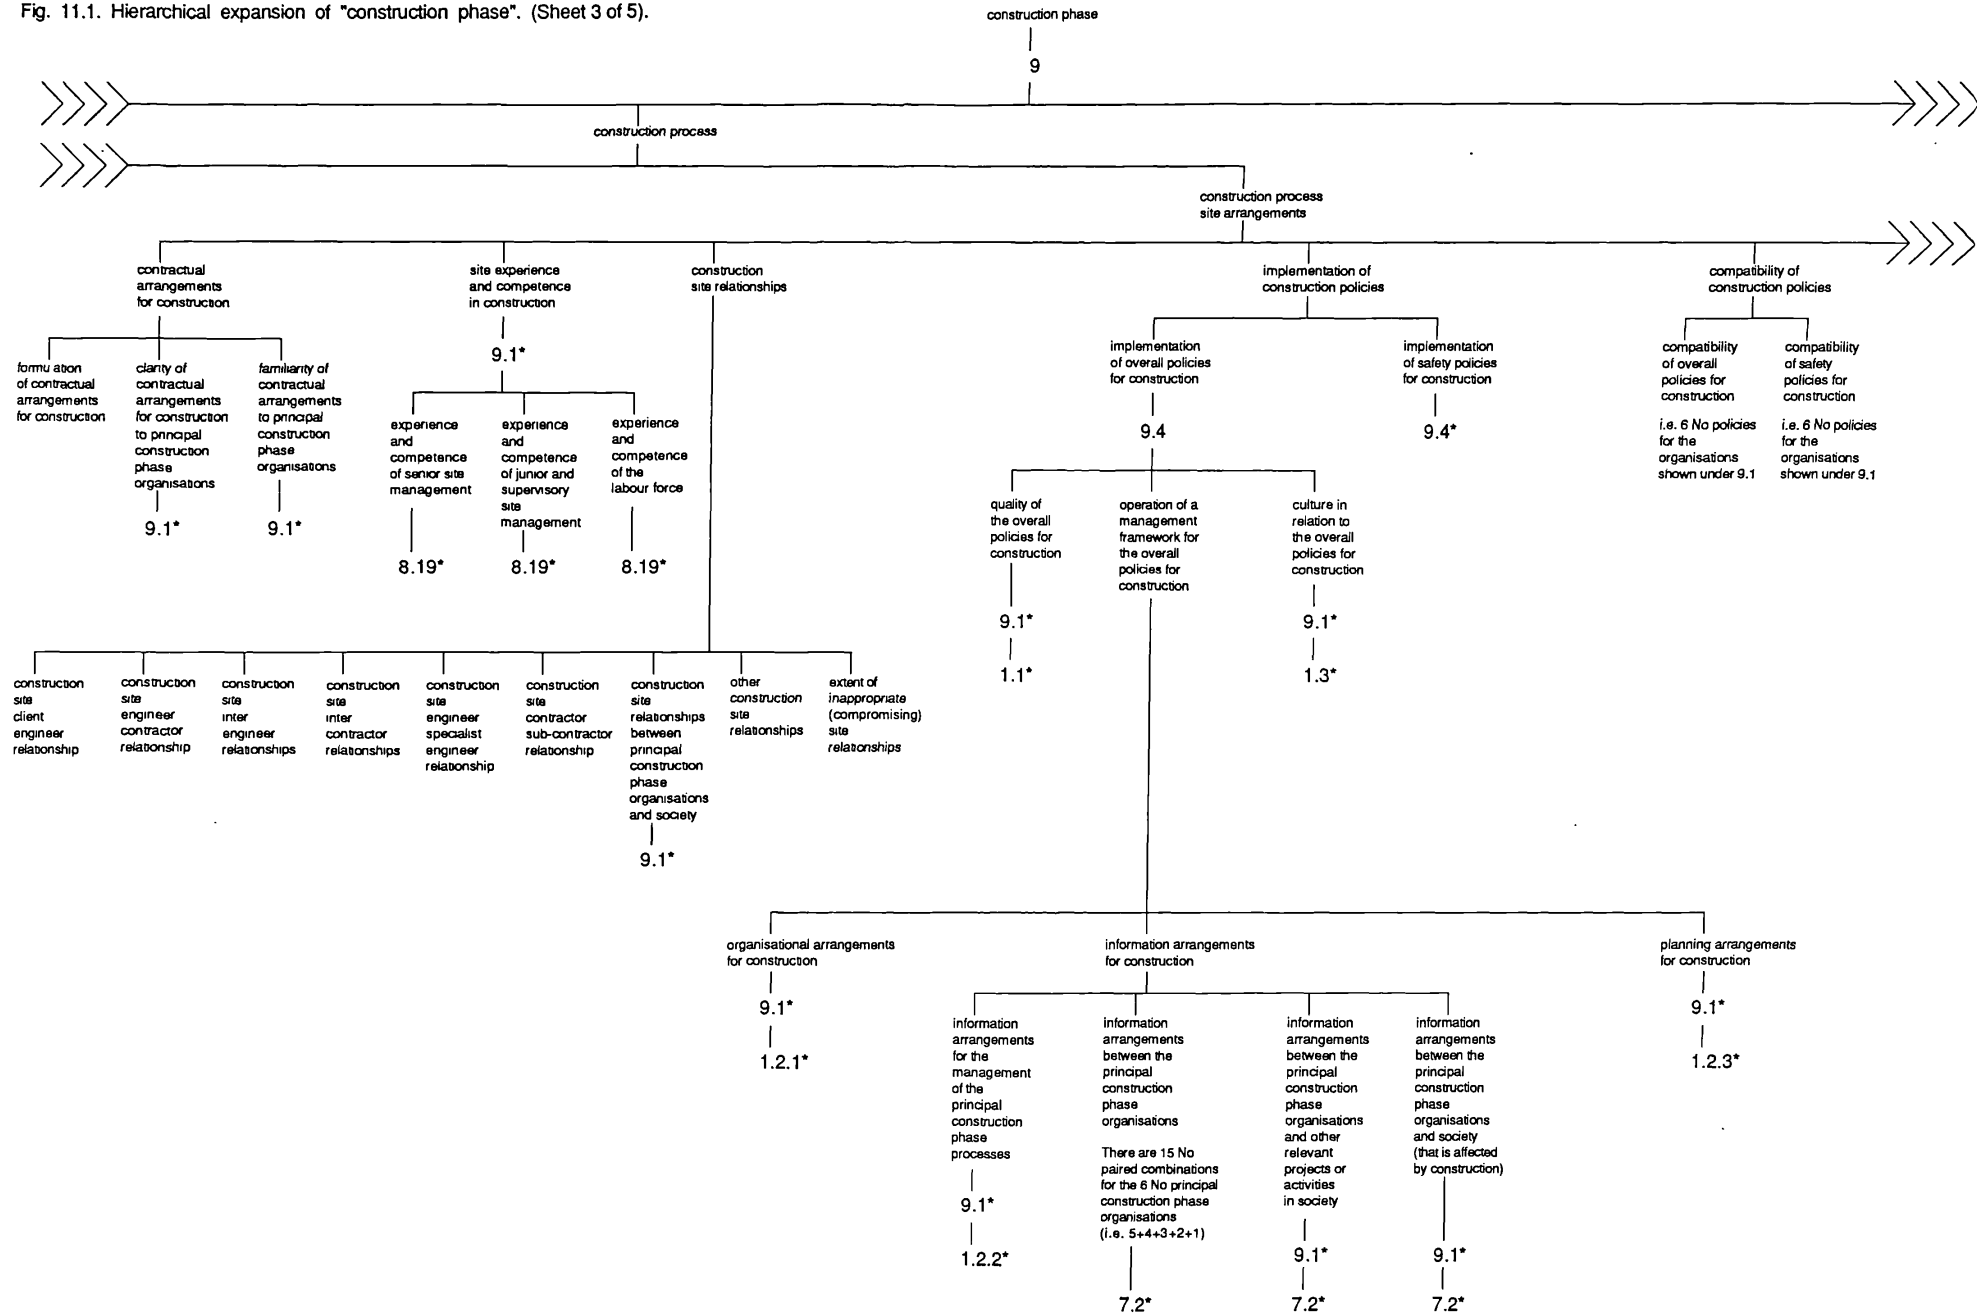 Fig. 11.1. Hierarchical expansion of "construction phase". (Sheet 3 of 5).
construction phase
9
construction process
construction process
site arrangements
contractual
arrangements
for construction
site experience
and competence
in construction
construction
site relationships
implementation of
construction policies
compatibility of
construction policies
formu ation
of contractual
arrangements
for construction
clarity of
contractual
arrangements
for construction
to principal
construction
phase
organisations
9.1*
familiarity of
contractual
arrangements
to principal
construction
phase
organisations
9.1*
9.1*
experience
and
competence
of senior site
management
8.19*
experience
and
competence
of junior and
supervisory
site
management
8.19*
experience
and
competence
of the
labour force
8.19*
implementation
of overall policies
for construction
9.4
implementation
of safety policies
for construction
9.4*
compatibility
of overall
policies for
construction
i.e. 6 No policies
for the
organisations
shown under 9.1
compatibility
of safety
policies for
construction
i.e. 6 No policies
for the
organisations
shown under 9.1
quality of
the overall
policies for
construction
9.1*
1.1*
operation of a
management
framework for
the overall
policies for
construction
culture in
relation to
the overall
policies for
construction
9.1*
1.3*
construction
site
client
engineer
relationship
construction
site
engineer
contractor
relationship
construction
site
inter
engineer
relationships
construction
site
inter
contractor
relationships
construction
site
engineer
specialist
engineer
relationship
construction
site
contractor
sub-contractor
relationship
construction
site
relationships
between
principal
construction
phase
organisations
and society
9.1*
other
construction
site
relationships
extent of
inappropriate
(compromising)
site
relationships
organisational arrangements
for construction
9.1*
1.2.1*
information arrangements
for construction
planning arrangements
for construction
9.1*
1.2.3*
information
arrangements
for the
management
of the
principal
construction
phase
processes
9.1*
1.2.2*
information
arrangements
between the
principal
construction
phase
organisations
There are 15 No
paired combinations
for the 6 No principal
construction phase
organisations
(i.e. 5+4+3+2+1)
7.2*
information
arrangements
between the
principal
construction
phase
organisations
and other
relevant
projects or
activities
in society
9.1*
7.2*
information
arrangements
between the
principal
construction
phase
organisations
and society
(that is affected
by construction)
9.1*
7.2*